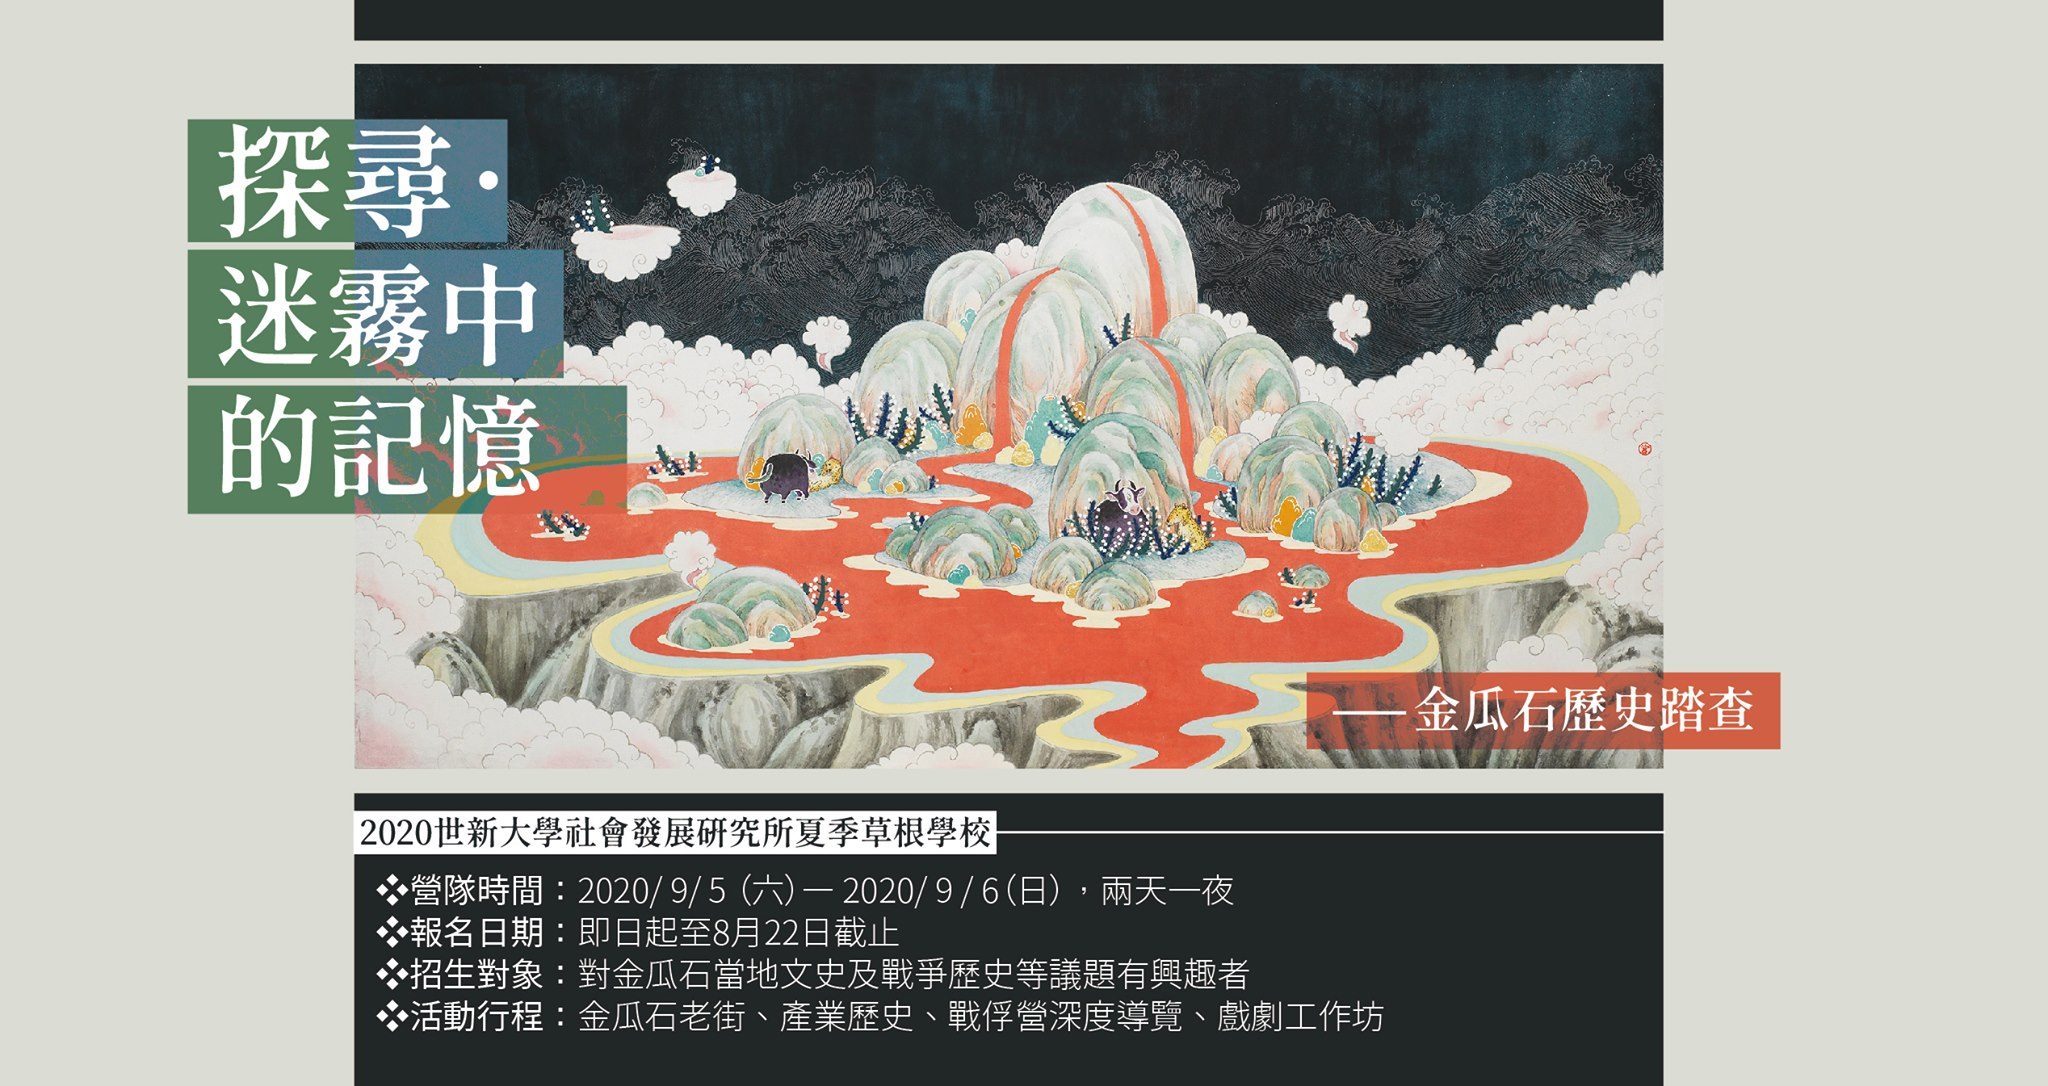 探尋·
迷霧中
的記憶
——金瓜石歷史踏查
2020世新大學社會發展研究所夏季草根學校
❖營隊時間：2020/ 9/ 5（六）— 2020/ 9 / 6（日），兩天一夜
❖報名日期：即日起至8月22日截止
❖招生對象：對金瓜石當地文史及戰爭歷史等議題有興趣者
❖活動行程：金瓜石老街、產業歷史、戰俘營深度導覽、戲劇工作坊